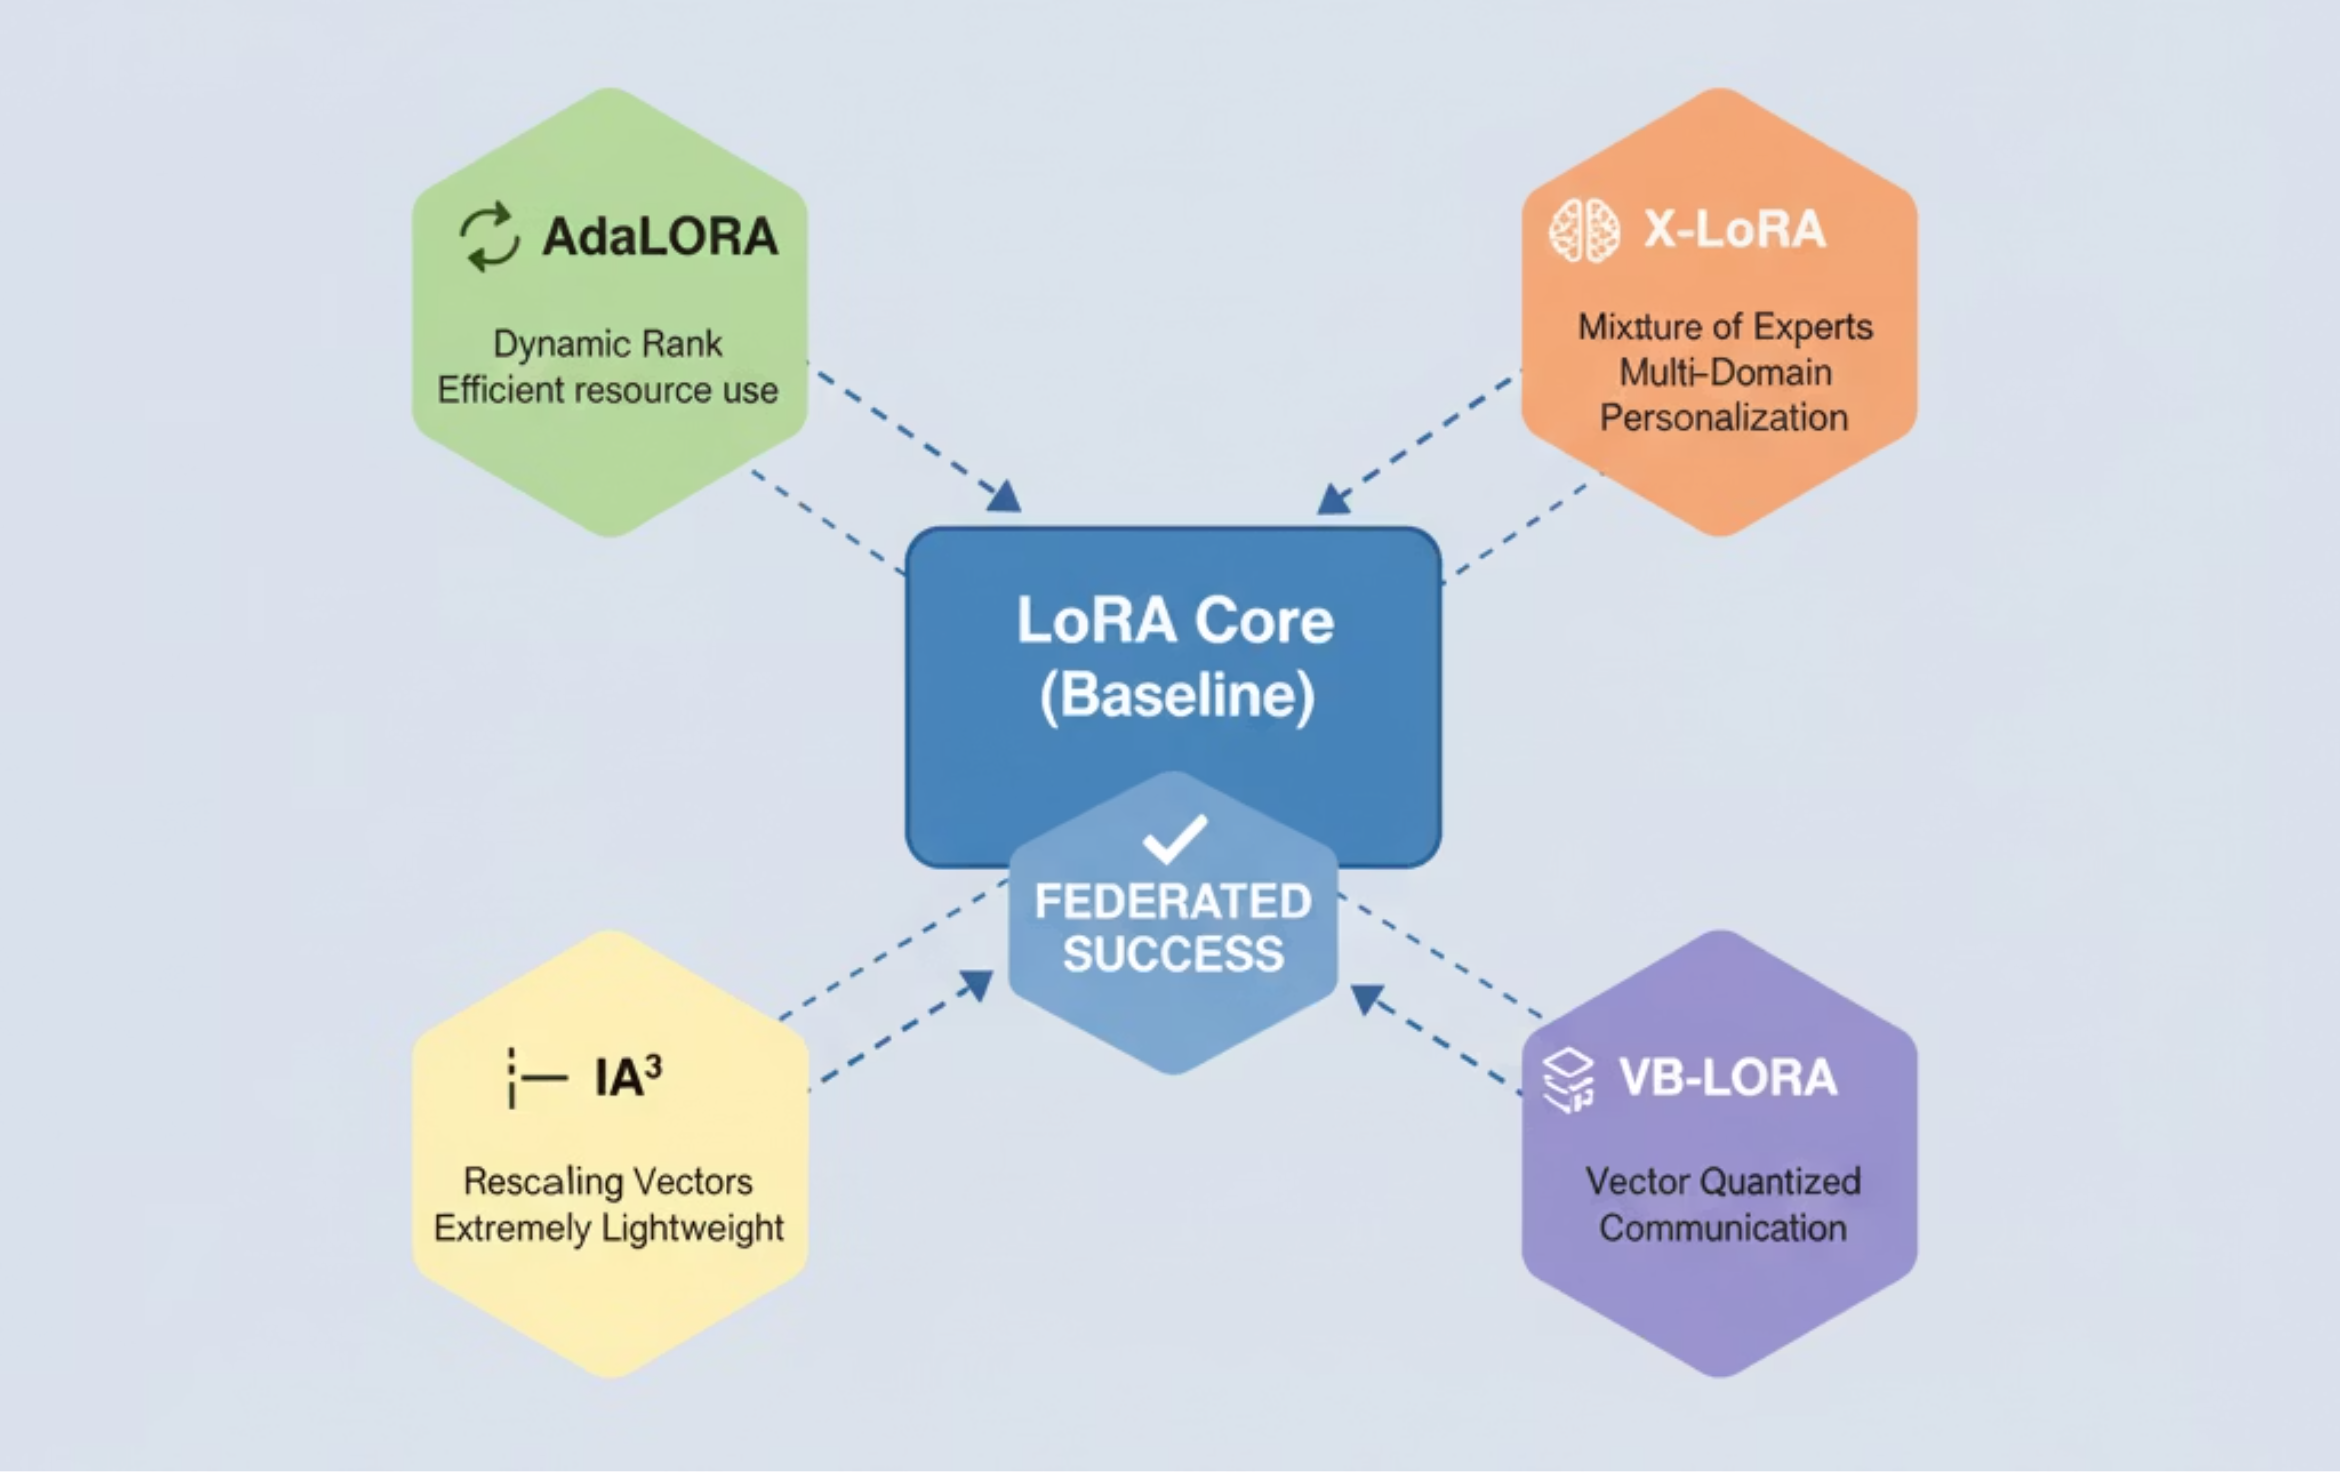 AdaLORA
Dynamic Rank
Efficient resource use
X-LoRA
Mixtture of Experts
Multi-Domain
Personalization
LoRA Core
(Baseline)
FEDERATED
SUCCESS
IA³
Rescaling Vectors
Extremely Lightweight
VB-LORA
Vector Quantized
Communication